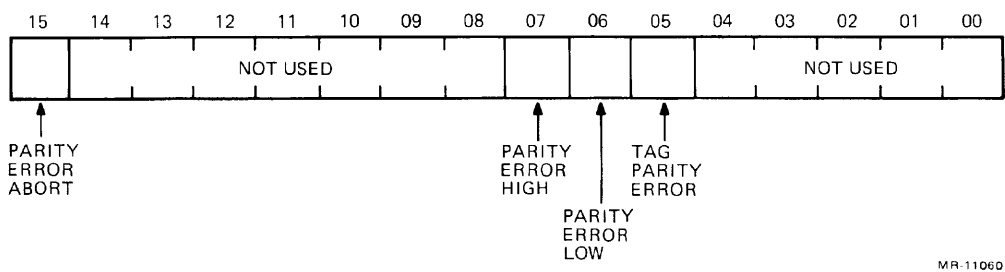 15 14 13 12 11 10 09 08 07 06 05 04 03 02 01 00
NOT USED NOT USED
PARITY
ERROR
ABORT
PARITY
ERROR
HIGH
PARITY
ERROR
LOW
TAG
PARITY
ERROR
MR-11060